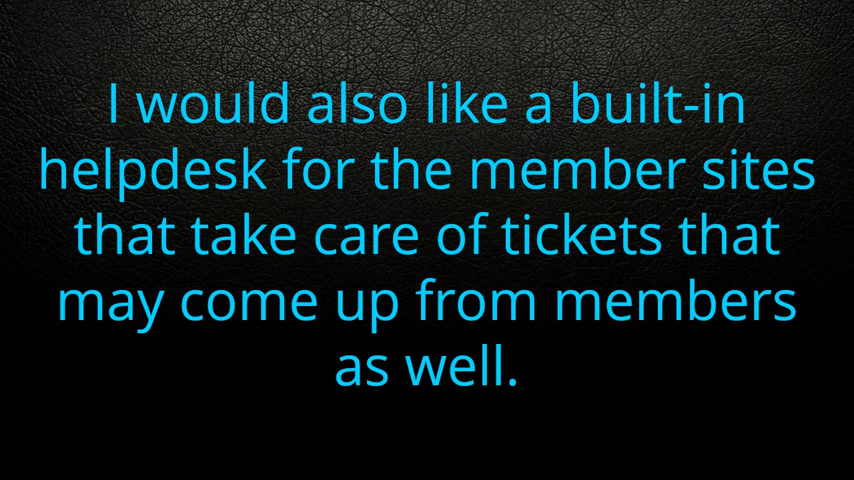 I would also like a built-in
helpdesk for the member sites
that take care of tickets that
may come up from members
as well.